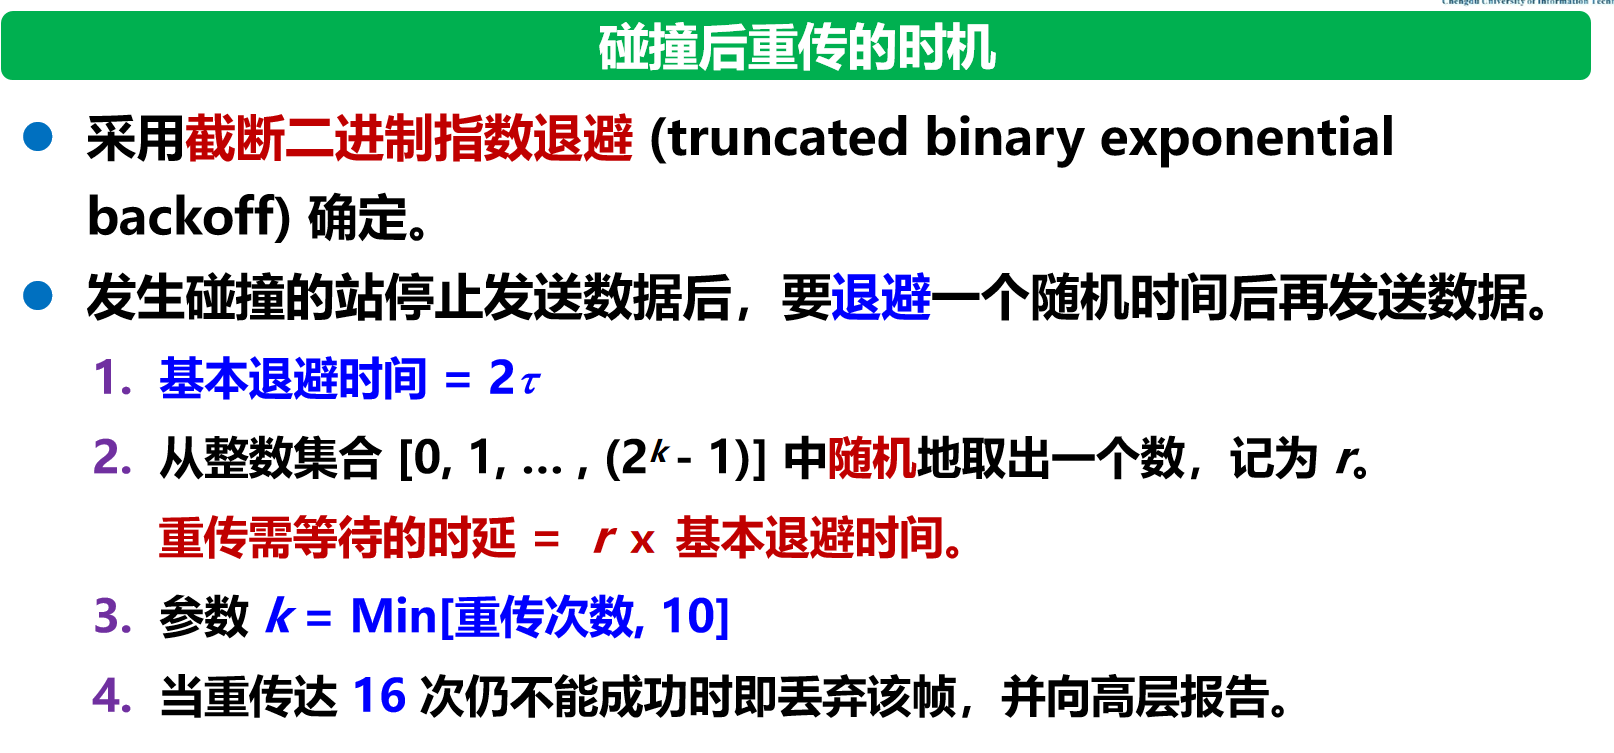 Chengdu University of Information Tech
碰撞后重传的时机
采用截断二进制指数退避 (truncated binary exponential
backoff) 确定。
发生碰撞的站停止发送数据后，要退避一个随机时间后再发送数据。
1. 基本退避时间 = 2τ
2. 从整数集合 [0, 1, … , (2ᵏ - 1)] 中随机地取出一个数，记为 r。
重传需等待的时延 = r x 基本退避时间。
3. 参数 k = Min[重传次数, 10]
4. 当重传达 16 次仍不能成功时即丢弃该帧，并向高层报告。